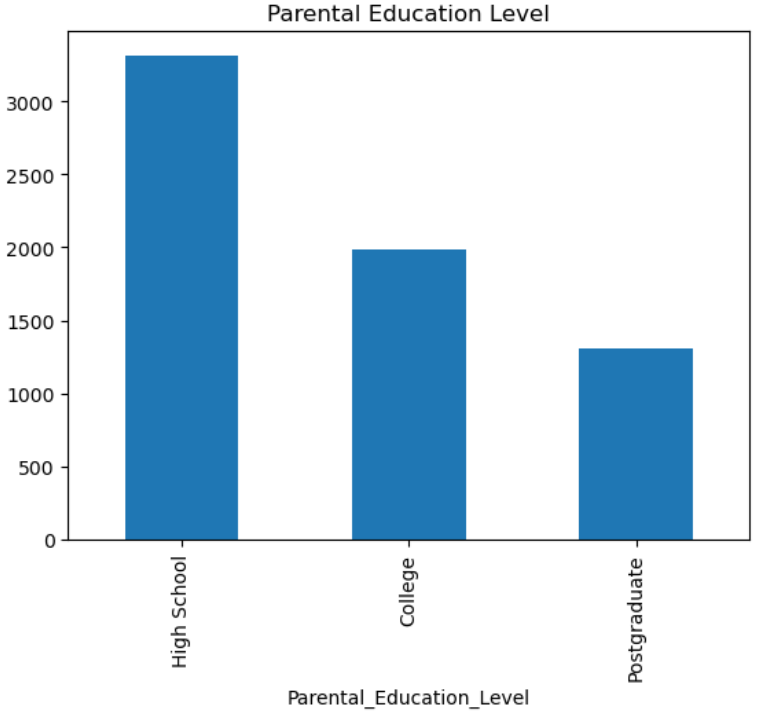 Parental Education Level
3000
2500
2000
1500
1000
500
0
High School
College
Postgraduate
Parental_Education_Level